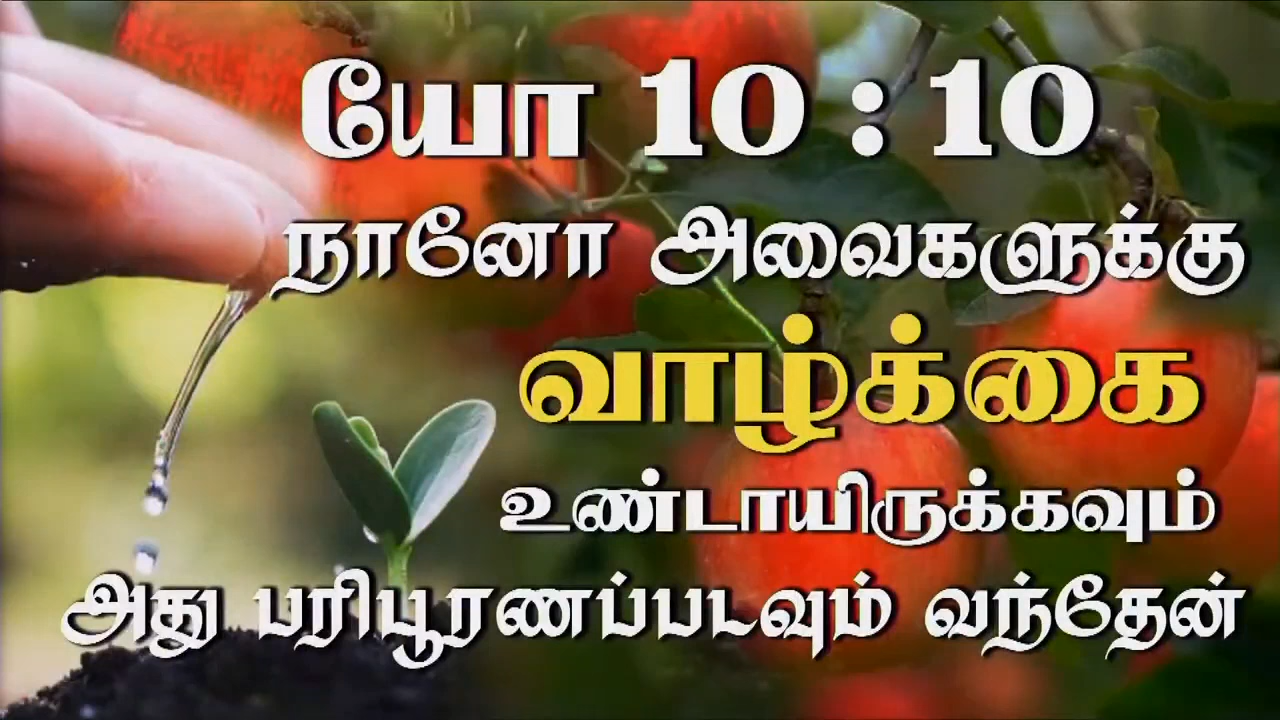 யோ 10 : 10
நானோ அவைகளுக்கு
வாழ்க்கை
உண்டாயிருக்கவும்
அது பரிபூரணப்படவும் வந்தேன்